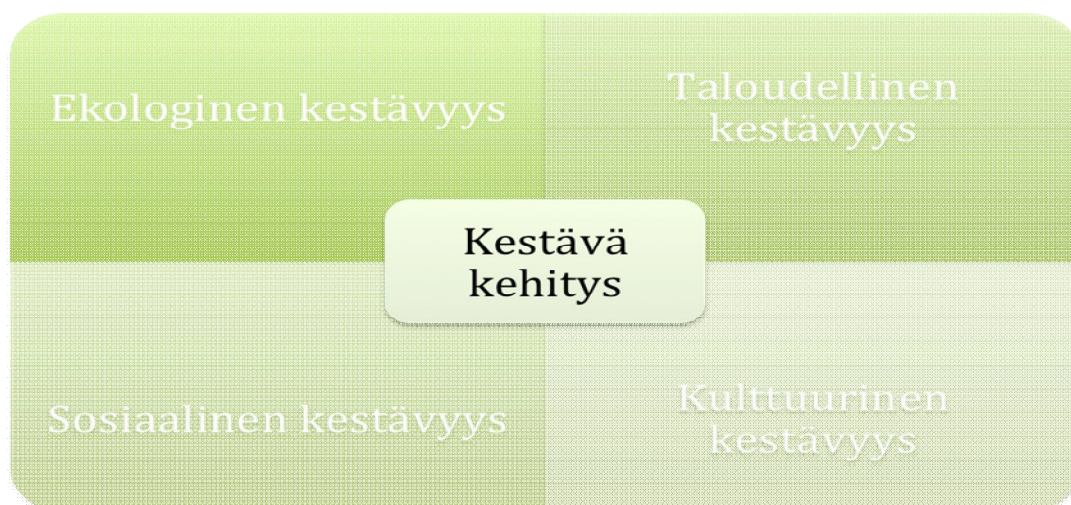 Ekologinen kestävyys
Taloudellinen
kestävyys
Kestävä
kehitys
Sosiaalinen kestävyys
Kulttuurinen
kestävyys